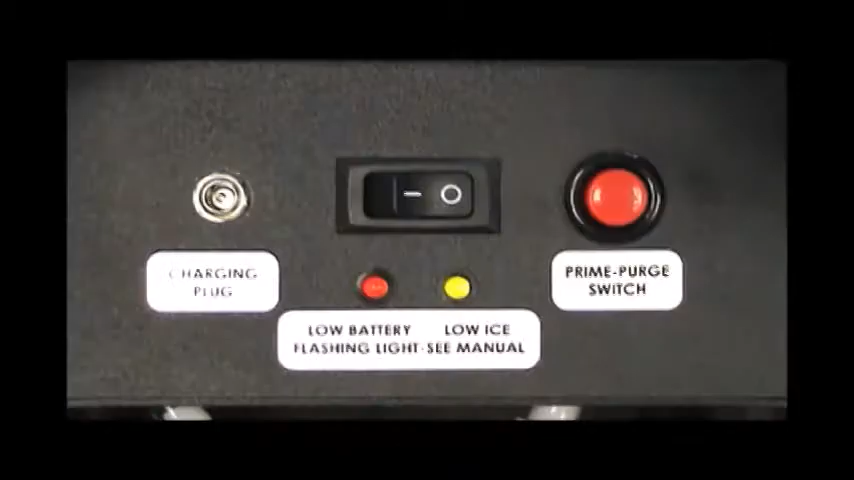 CHARGING
PLUG
LOW BATTERY LOW ICE
FLASHING LIGHT-SEE MANUAL
PRIME-PURGE
SWITCH